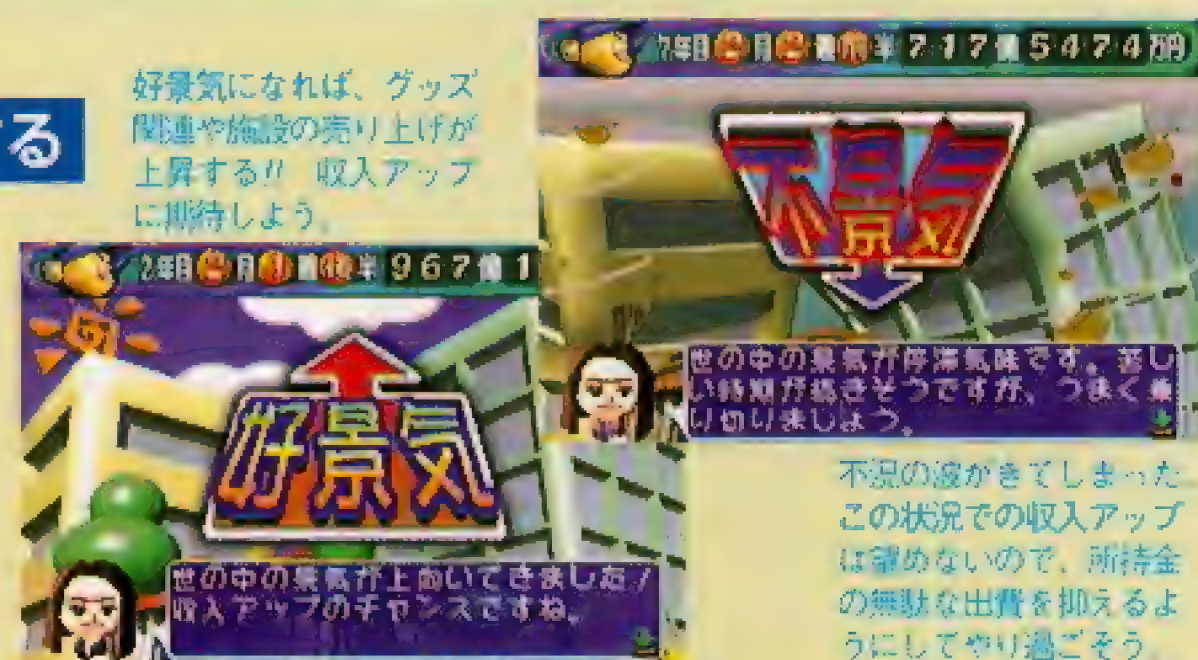 する
好景気になれば、グッズ
関連や施設の売り上げが
上昇する!! 収入アップ
に期待しよう。
2年目 月 週 半 967億1
好景気
世の中の景気が上向いてきました!
収入アップのチャンスですね。
2年目 月 週 半 717億5474万円
不景気
世の中の景気が停滞気味です。苦し
い時期が続きそうですが、うまく乗
り切りましょう。
不況の波がきてしまった
この状況での収入アップ
は望めないので、所持金
の無駄な出費を抑えるよ
うにしてやり過ごそう。